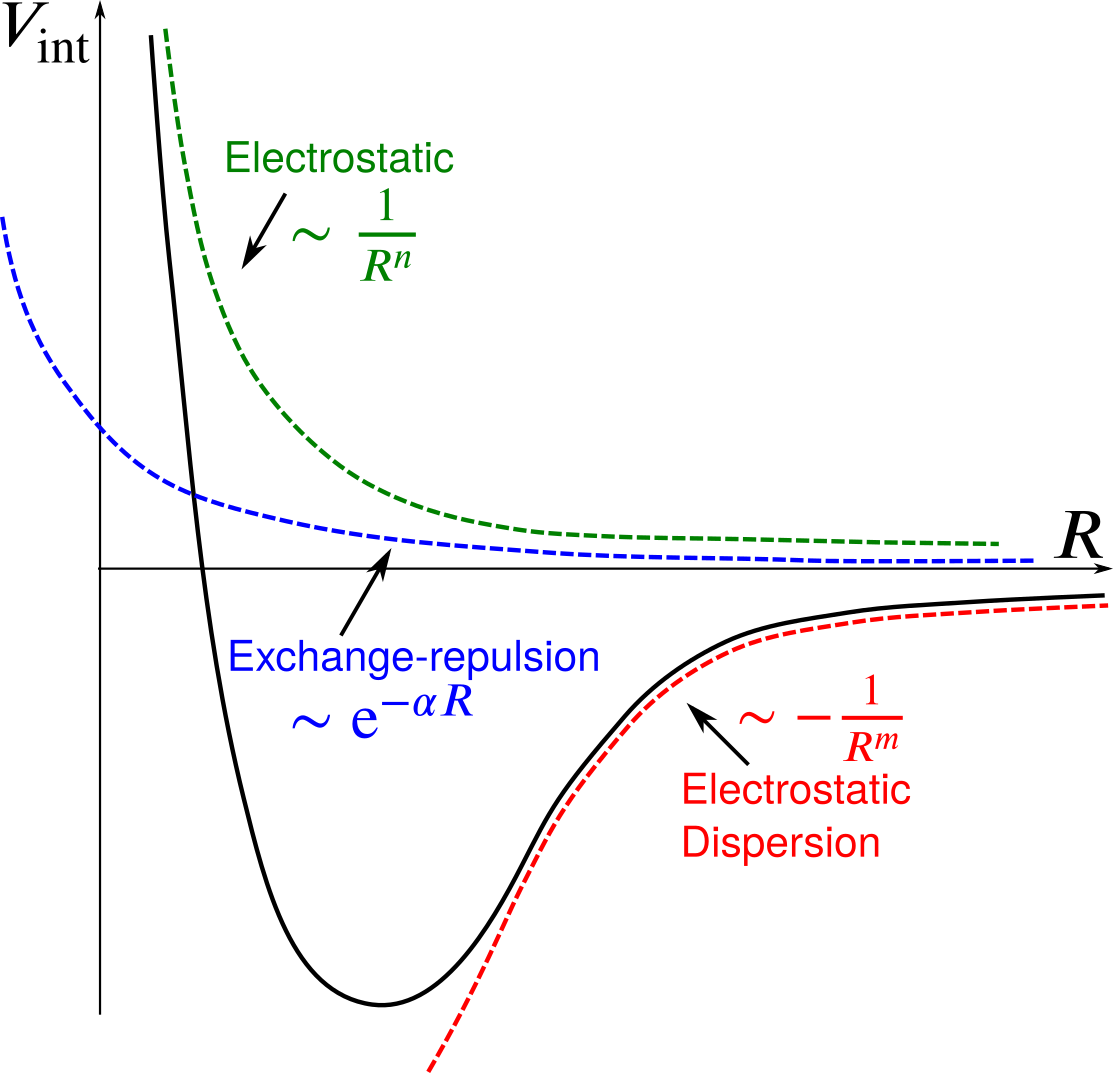 V_int
Electrostatic
~ 1/R^n
R
Exchange-repulsion
~ e^{−αR}
~ − 1/R^m
Electrostatic
Dispersion